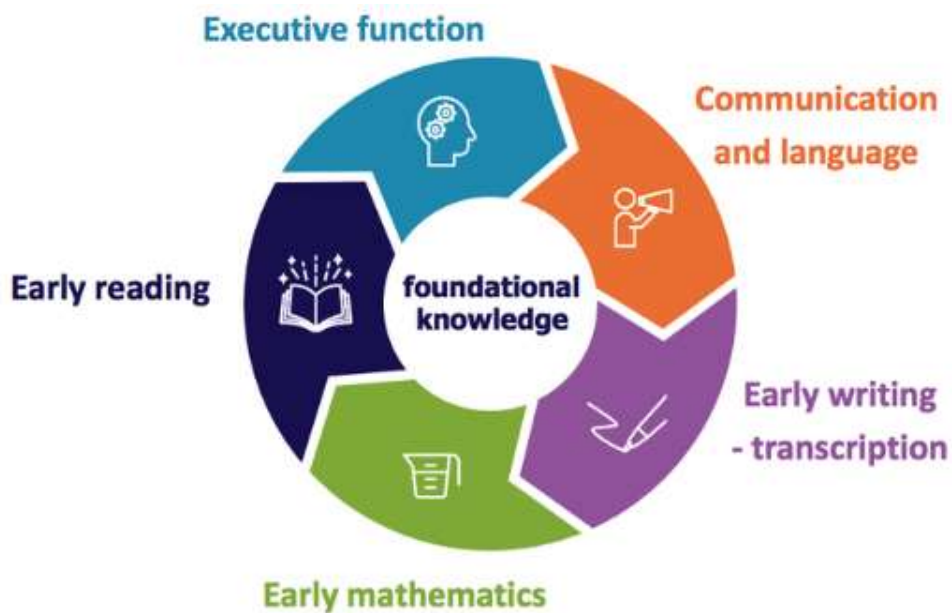 Executive function
Communication
and language
Early reading
foundational
knowledge
Early writing
- transcription
Early mathematics